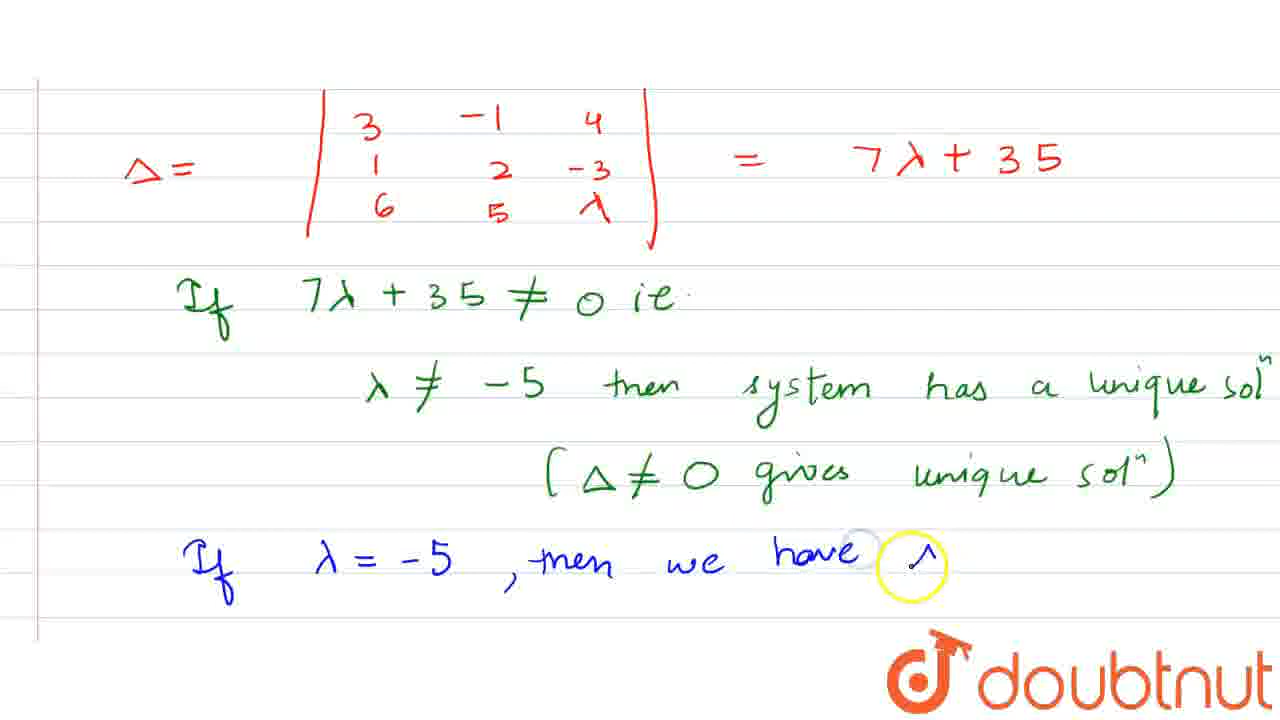 3 -1 4
Δ = 1 2 -3 = 7λ + 35
6 5 λ
If 7λ + 35 ≠ 0 ie.
λ ≠ -5 then system has a unique solⁿ
(Δ ≠ 0 gives unique solⁿ)
If λ = -5, then we have
doubtnut